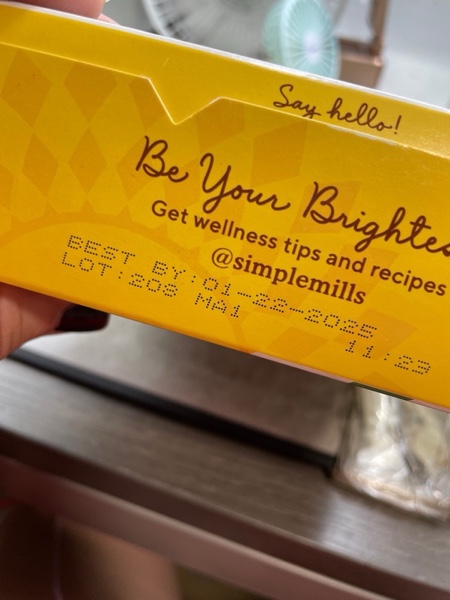 Say hello!
Be Your Brightes
Get wellness tips and recipes
@simplemills
BEST BY:01-22-2025
LOT:208 MA1 11:23